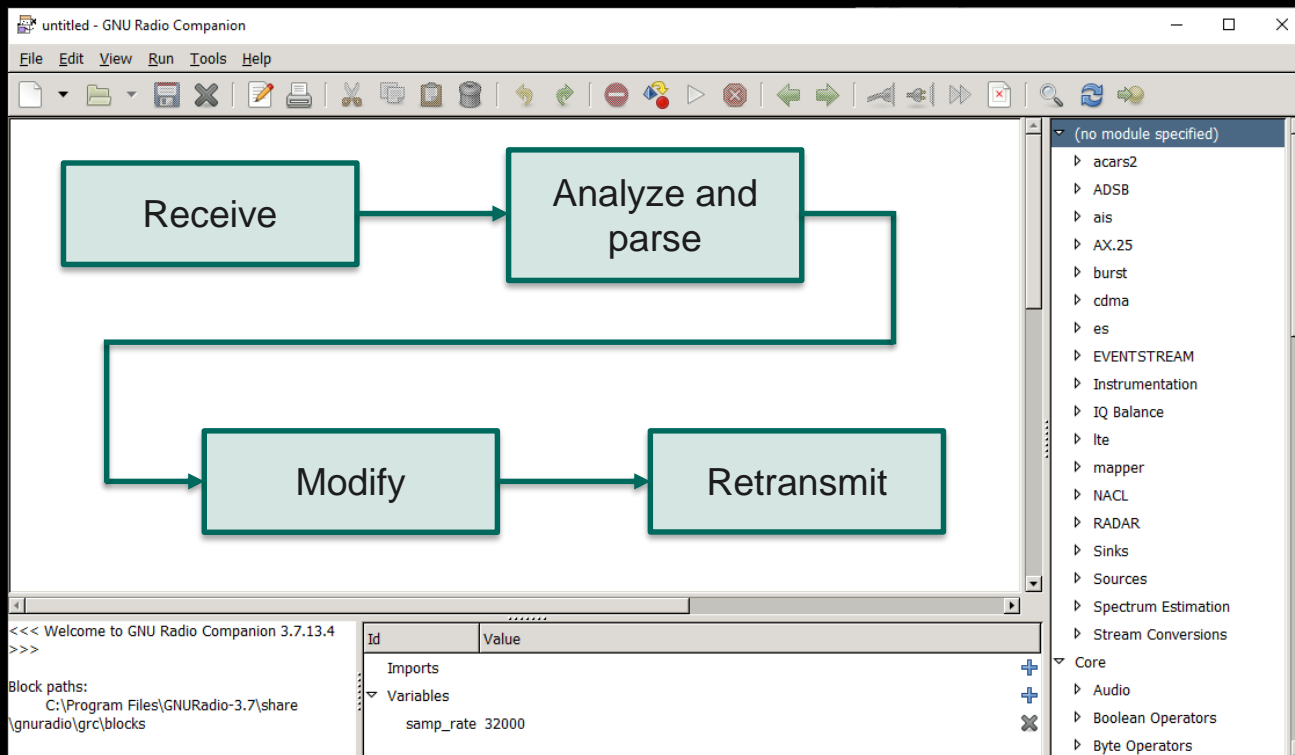 untitled - GNU Radio Companion
File Edit View Run Tools Help
Receive
Analyze and
parse
Modify
Retransmit
(no module specified)
acars2
ADSB
ais
AX.25
burst
cdma
es
EVENTSTREAM
Instrumentation
IQ Balance
lte
mapper
NACL
RADAR
Sinks
Sources
Spectrum Estimation
Stream Conversions
Core
Audio
Boolean Operators
Byte Operators
<<< Welcome to GNU Radio Companion 3.7.13.4
>>>
Block paths:
C:\Program Files\GNURadio-3.7\share
\gnuradio\grc\blocks
Id Value
Imports
Variables
samp_rate 32000